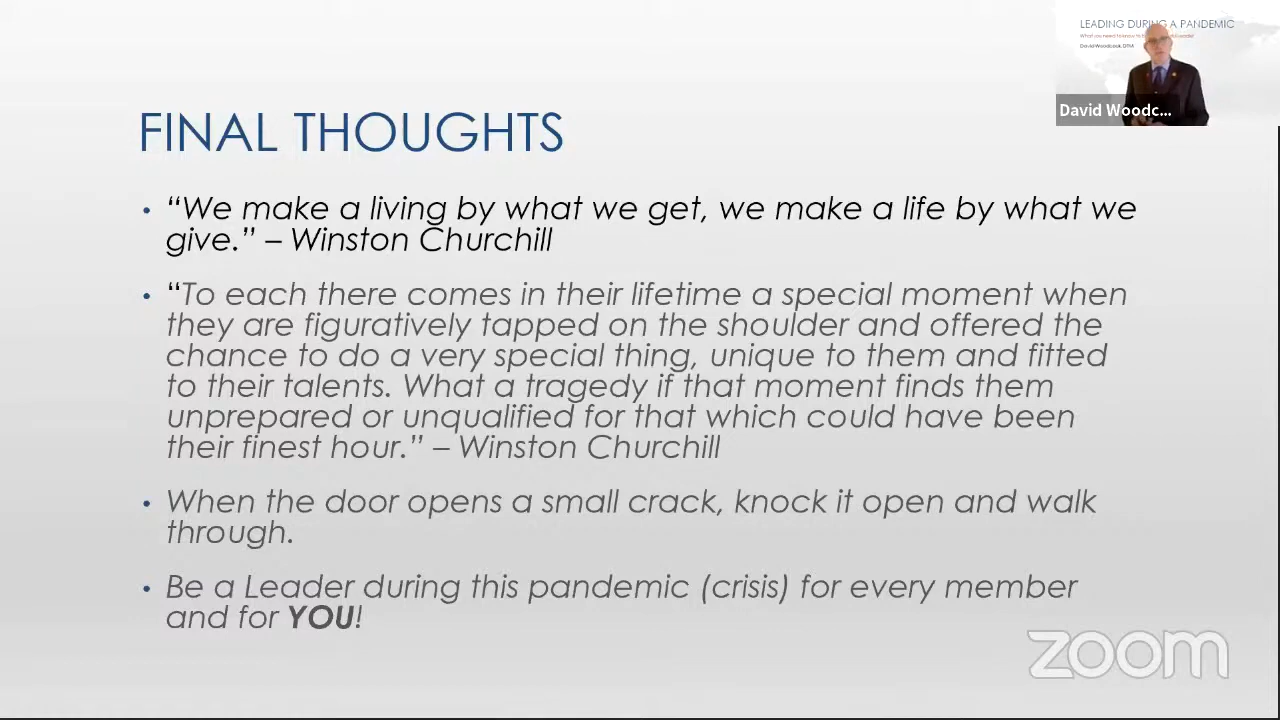 LEADING DURING A PANDEMIC
David Woodcock, DTM
David Woodc...
FINAL THOUGHTS
• “We make a living by what we get, we make a life by what we
give.” – Winston Churchill
• “To each there comes in their lifetime a special moment when
they are figuratively tapped on the shoulder and offered the
chance to do a very special thing, unique to them and fitted
to their talents. What a tragedy if that moment finds them
unprepared or unqualified for that which could have been
their finest hour.” – Winston Churchill
• When the door opens a small crack, knock it open and walk
through.
• Be a Leader during this pandemic (crisis) for every member
and for YOU!
zoom